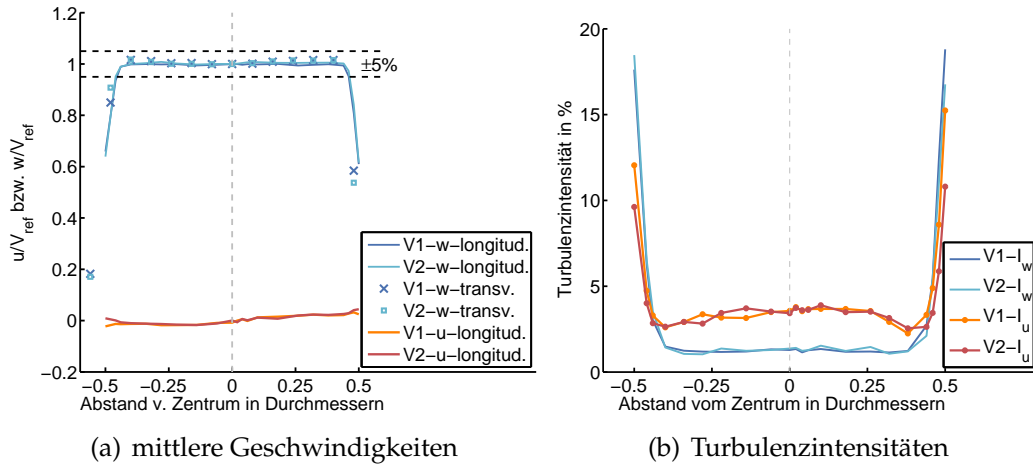 1.2
1
0.8
0.6
0.4
0.2
0
−0.2
u/V_ref bzw. w/V_ref
±5%
V1−w−longitud.
V2−w−longitud.
V1−w−transv.
V2−w−transv.
V1−u−longitud.
V2−u−longitud.
−0.5 −0.25 0 0.25 0.5
Abstand v. Zentrum in Durchmessern
(a) mittlere Geschwindigkeiten
20
15
10
5
0
Turbulenzintensität in %
V1−I_w
V2−I_w
V1−I_u
V2−I_u
−0.5 −0.25 0 0.25 0.5
Abstand vom Zentrum in Durchmessern
(b) Turbulenzintensitäten